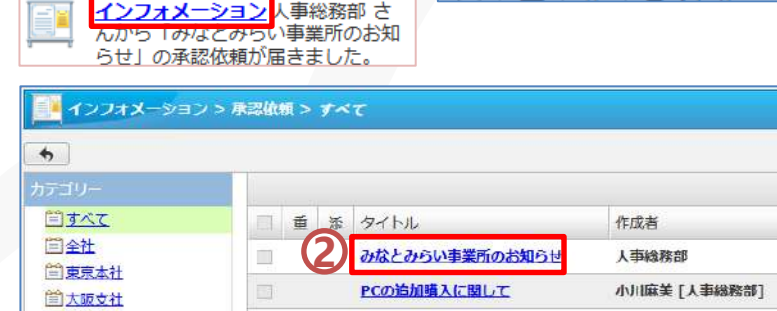 インフォメーション 人事総務部 さ
んから「みなとみらい事業所のお知
らせ」の承認依頼が届きました。
インフォメーション > 承認依頼 > すべて
カテゴリー
すべて
全社
東京本社
大阪支社
重 添 タイトル 作成者
② みなとみらい事業所のお知らせ 人事総務部
PCの追加購入に関して 小川麻美 [人事総務部]